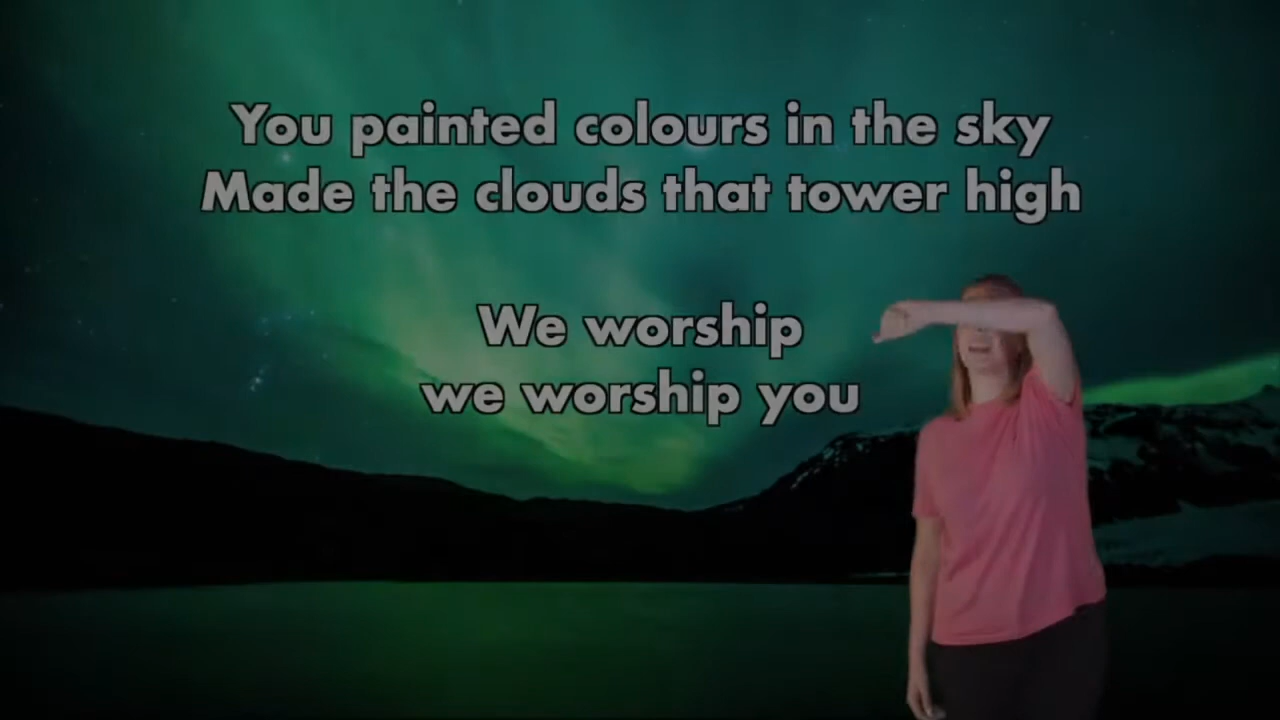 You painted colours in the sky
Made the clouds that tower high
We worship
we worship you